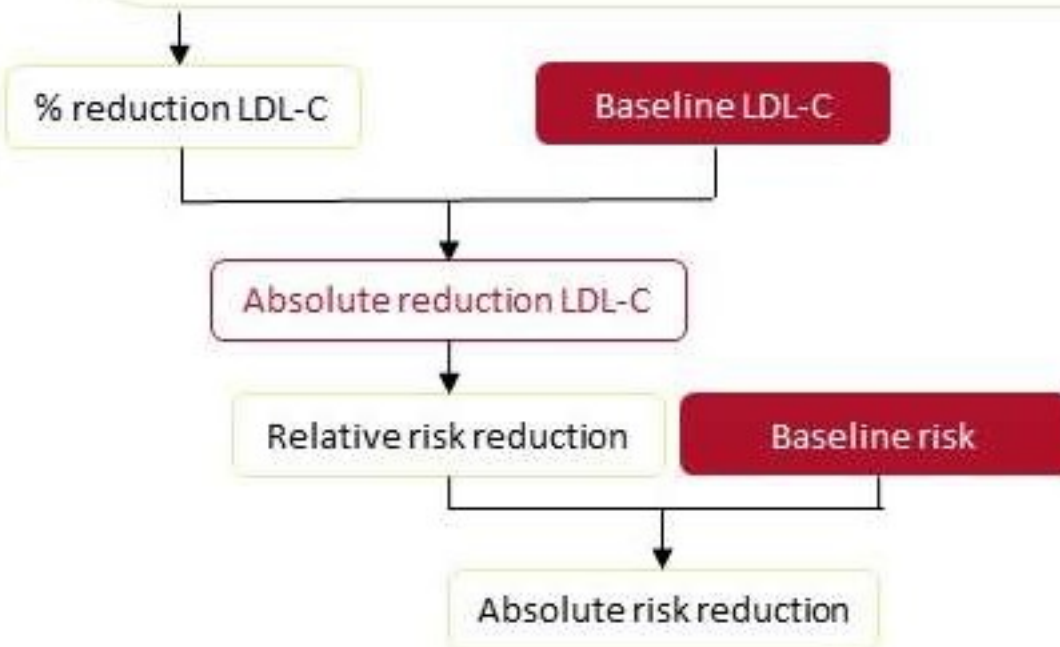 % reduction LDL-C
Baseline LDL-C
Absolute reduction LDL-C
Relative risk reduction
Baseline risk
Absolute risk reduction